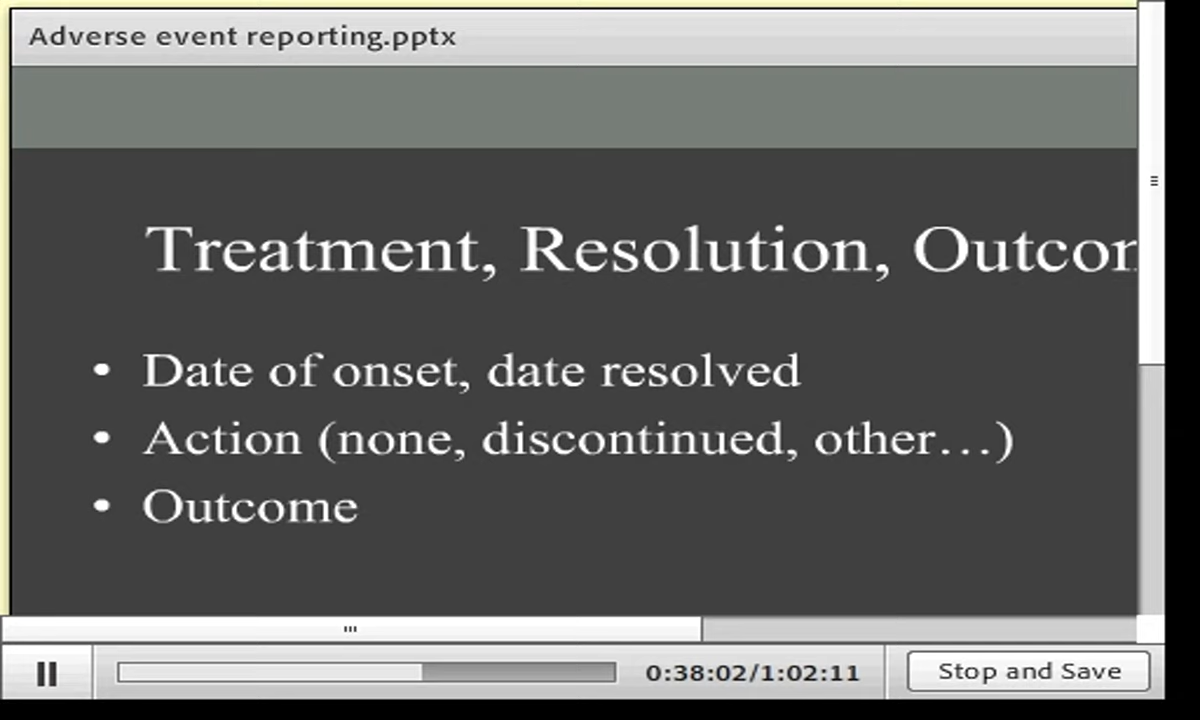 Adverse event reporting.pptx
Treatment, Resolution, Outcom
• Date of onset, date resolved
• Action (none, discontinued, other…)
• Outcome
0:38:02/1:02:11
Stop and Save